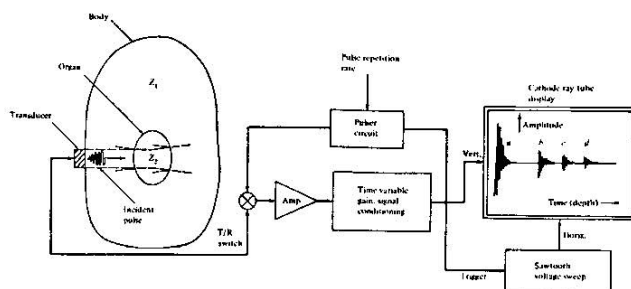 Body
Organ
Transducer
Z1
Z2
Incident
pulse
T/R
switch
Pulse repetition
rate
Pulser
circuit
Amp.
Time variable
gain, signal
conditioning
Vert.
Cathode ray tube
display
Amplitude
a
b c d
Time (depth)
Horiz.
Trigger
Sawtooth
voltage sweep